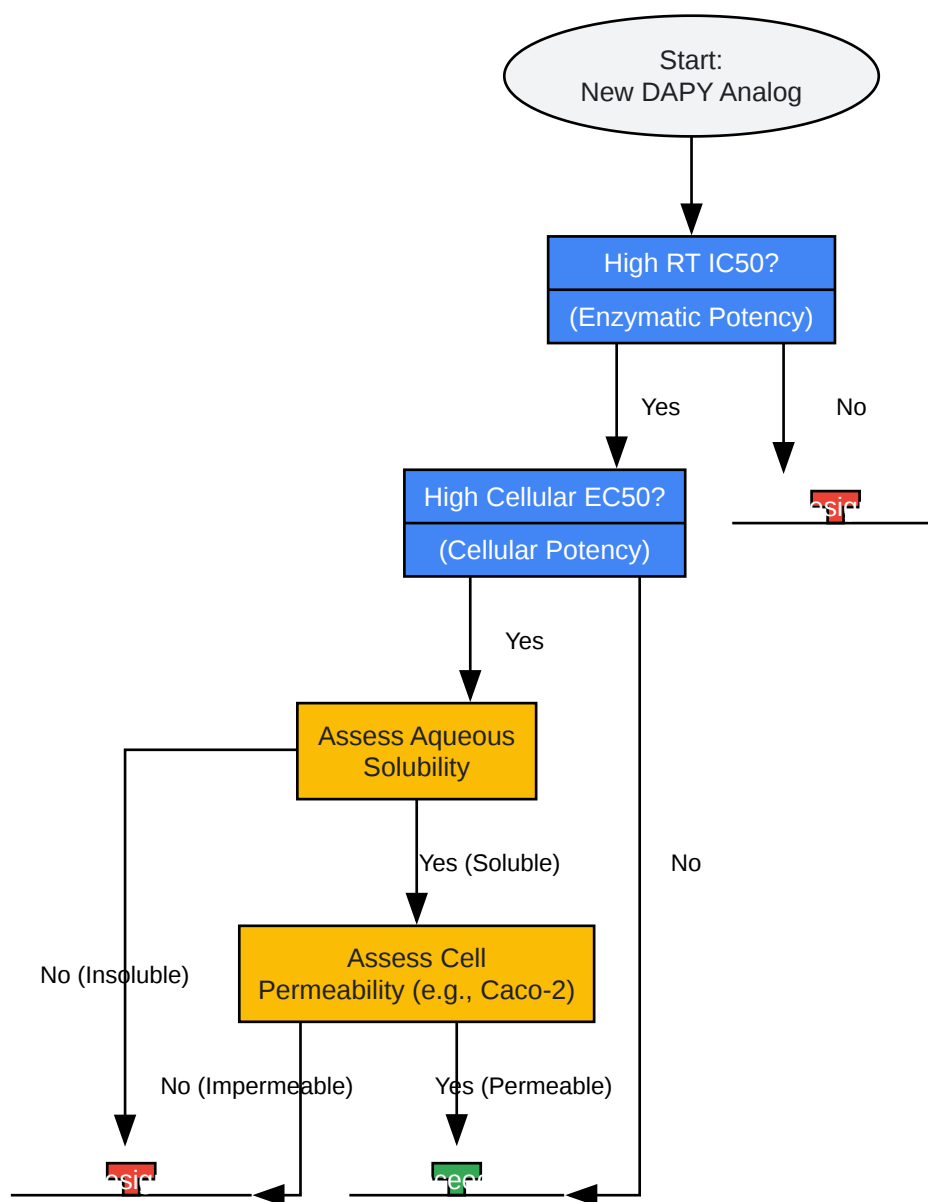 Start:
New DAPY Analog
High RT IC50?
(Enzymatic Potency)
Yes
No
High Cellular EC50?
(Cellular Potency)
Yes
Assess Aqueous
Solubility
Yes (Soluble)
No
Assess Cell
Permeability (e.g., Caco-2)
No (Insoluble)
No (Impermeable)
Yes (Permeable)